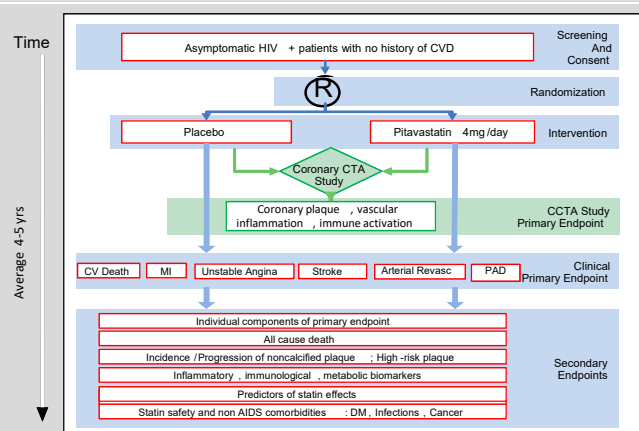 Time
Average 4-5 yrs
Asymptomatic HIV + patients with no history of CVD
Screening
And
Consent
R
Randomization
Placebo
Pitavastatin 4mg/day
Intervention
Coronary CTA
Study
Coronary plaque , vascular
inflammation , immune activation
CCTA Study
Primary Endpoint
CV Death
MI
Unstable Angina
Stroke
Arterial Revasc
PAD
Clinical
Primary Endpoint
Individual components of primary endpoint
All cause death
Incidence /Progression of noncalcified plaque ; High -risk plaque
Inflammatory , immunological , metabolic biomarkers
Predictors of statin effects
Statin safety and non AIDS comorbidities : DM , Infections , Cancer
Secondary
Endpoints